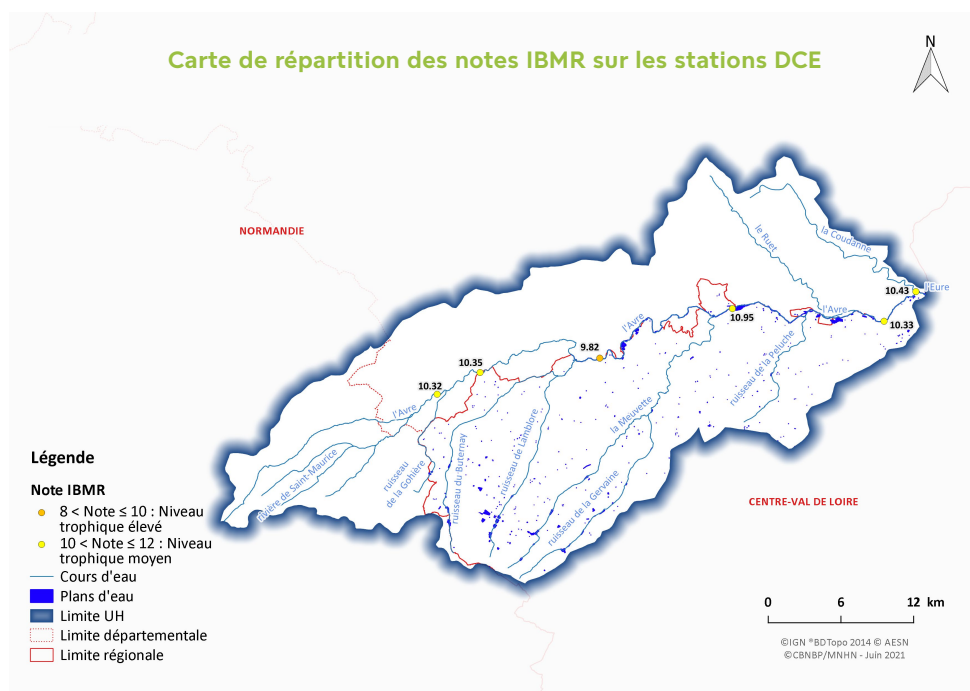 Carte de répartition des notes IBMR sur les stations DCE
N
NORMANDIE
le Ruet
la Coudanne
10.43
l'Eure
l'Avre
10.33
10.95
l'Avre
9.82
10.35
10.32
l'Avre
ruisseau de la Peluche
la Meuvette
ruisseau de Lamblore
ruisseau du Buternay
ruisseau
de la Gohière
rivière de Saint-Maurice
ruisseau de la Gervaine
CENTRE-VAL DE LOIRE
Légende
Note IBMR
8 < Note ≤ 10 : Niveau
trophique élevé
10 < Note ≤ 12 : Niveau
trophique moyen
Cours d'eau
Plans d'eau
Limite UH
Limite départementale
Limite régionale
0 6 12 km
©IGN ®BDTopo 2014 © AESN
©CBNBP/MNHN - Juin 2021